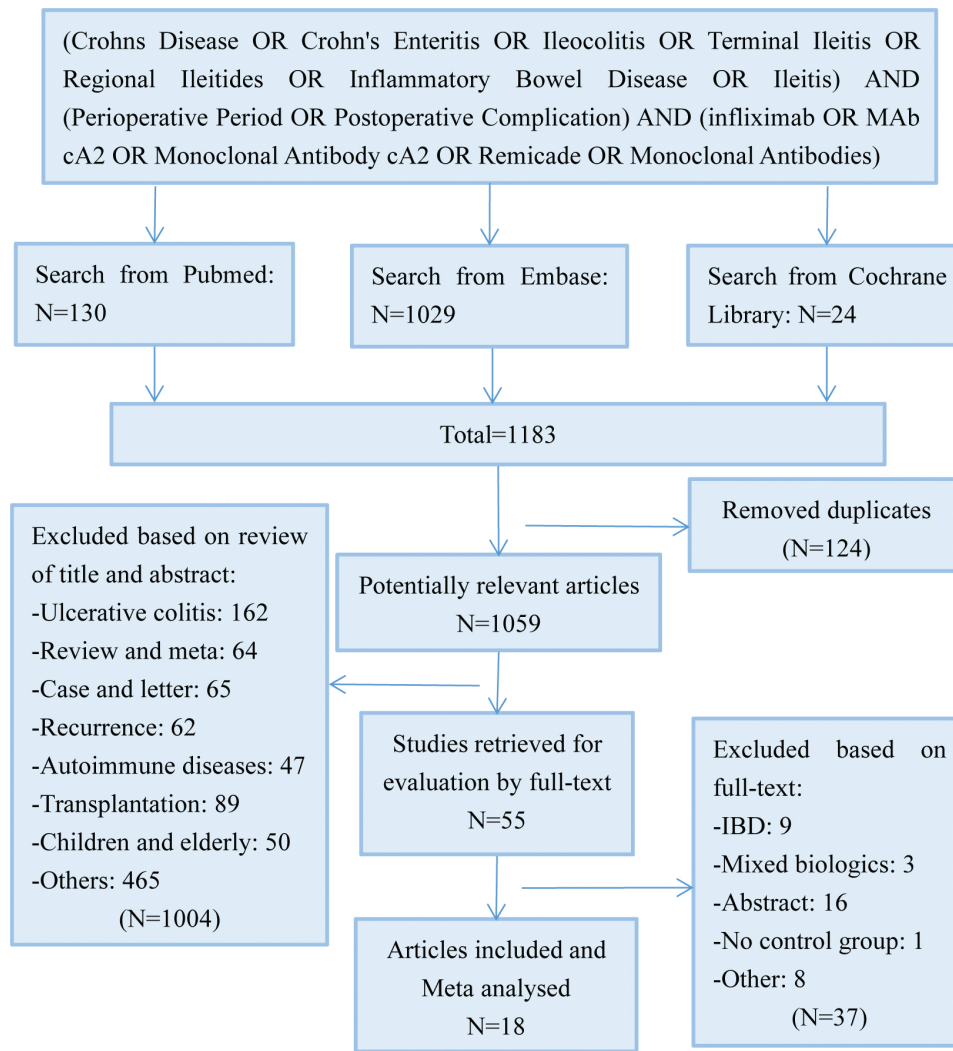 (Crohns Disease OR Crohn's Enteritis OR Ileocolitis OR Terminal Ileitis OR
Regional Ileitides OR Inflammatory Bowel Disease OR Ileitis) AND
(Perioperative Period OR Postoperative Complication) AND (infliximab OR MAb
cA2 OR Monoclonal Antibody cA2 OR Remicade OR Monoclonal Antibodies)
Search from Pubmed:
N=130
Search from Embase:
N=1029
Search from Cochrane
Library: N=24
Total=1183
Removed duplicates
(N=124)
Potentially relevant articles
N=1059
Excluded based on review
of title and abstract:
-Ulcerative colitis: 162
-Review and meta: 64
-Case and letter: 65
-Recurrence: 62
-Autoimmune diseases: 47
-Transplantation: 89
-Children and elderly: 50
-Others: 465
(N=1004)
Studies retrieved for
evaluation by full-text
N=55
Excluded based on
full-text:
-IBD: 9
-Mixed biologics: 3
-Abstract: 16
-No control group: 1
-Other: 8
(N=37)
Articles included and
Meta analysed
N=18